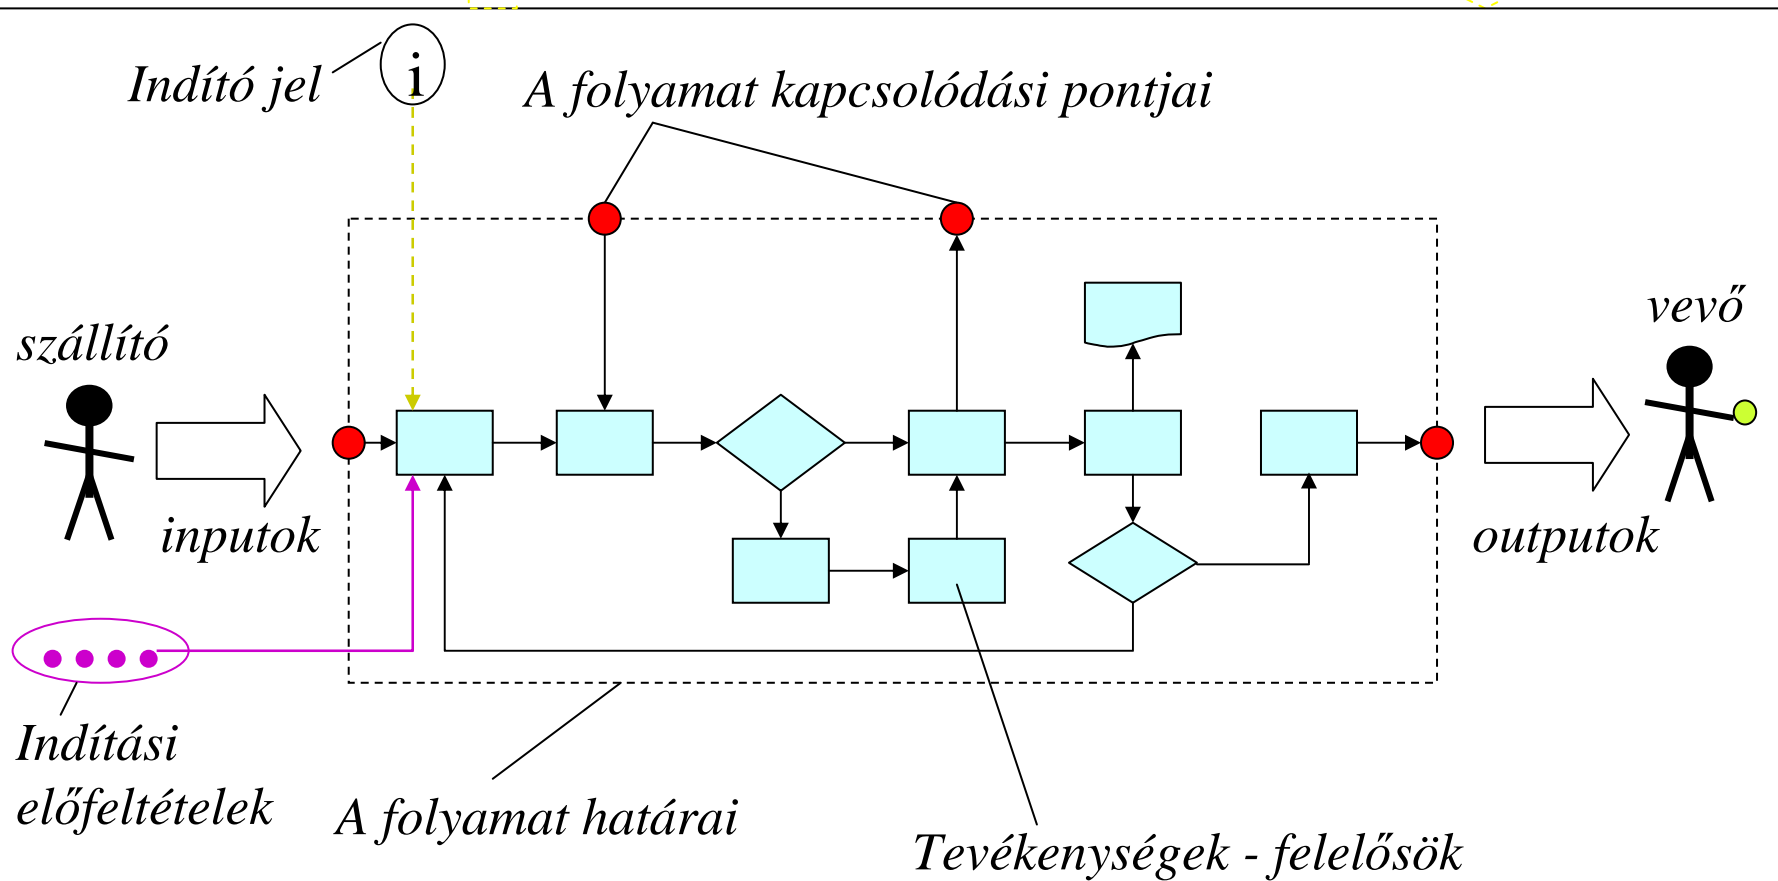 Indító jel
i
A folyamat kapcsolódási pontjai
szállító
vevő
inputok
outputok
Indítási
előfeltételek
A folyamat határai
Tevékenységek - felelősök